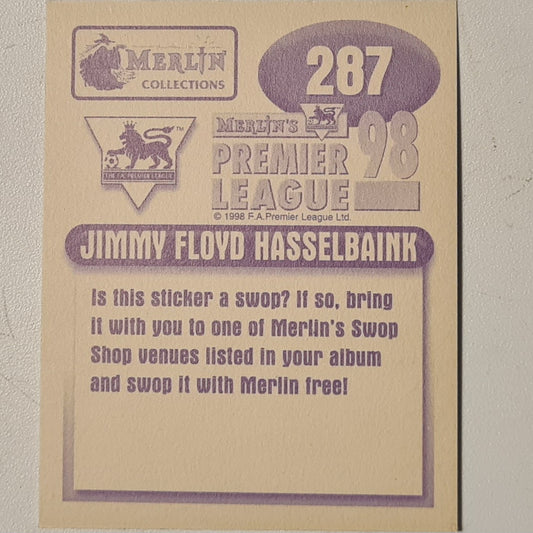 MERLIN
COLLECTIONS
287
THE F.A. PREMIER LEAGUE
TM
MERLIN'S
PREMIER
LEAGUE
98
© 1998 F.A.Premier League Ltd.
JIMMY FLOYD HASSELBAINK
Is this sticker a swop? If so, bring
it with you to one of Merlin's Swop
Shop venues listed in your album
and swop it with Merlin free!